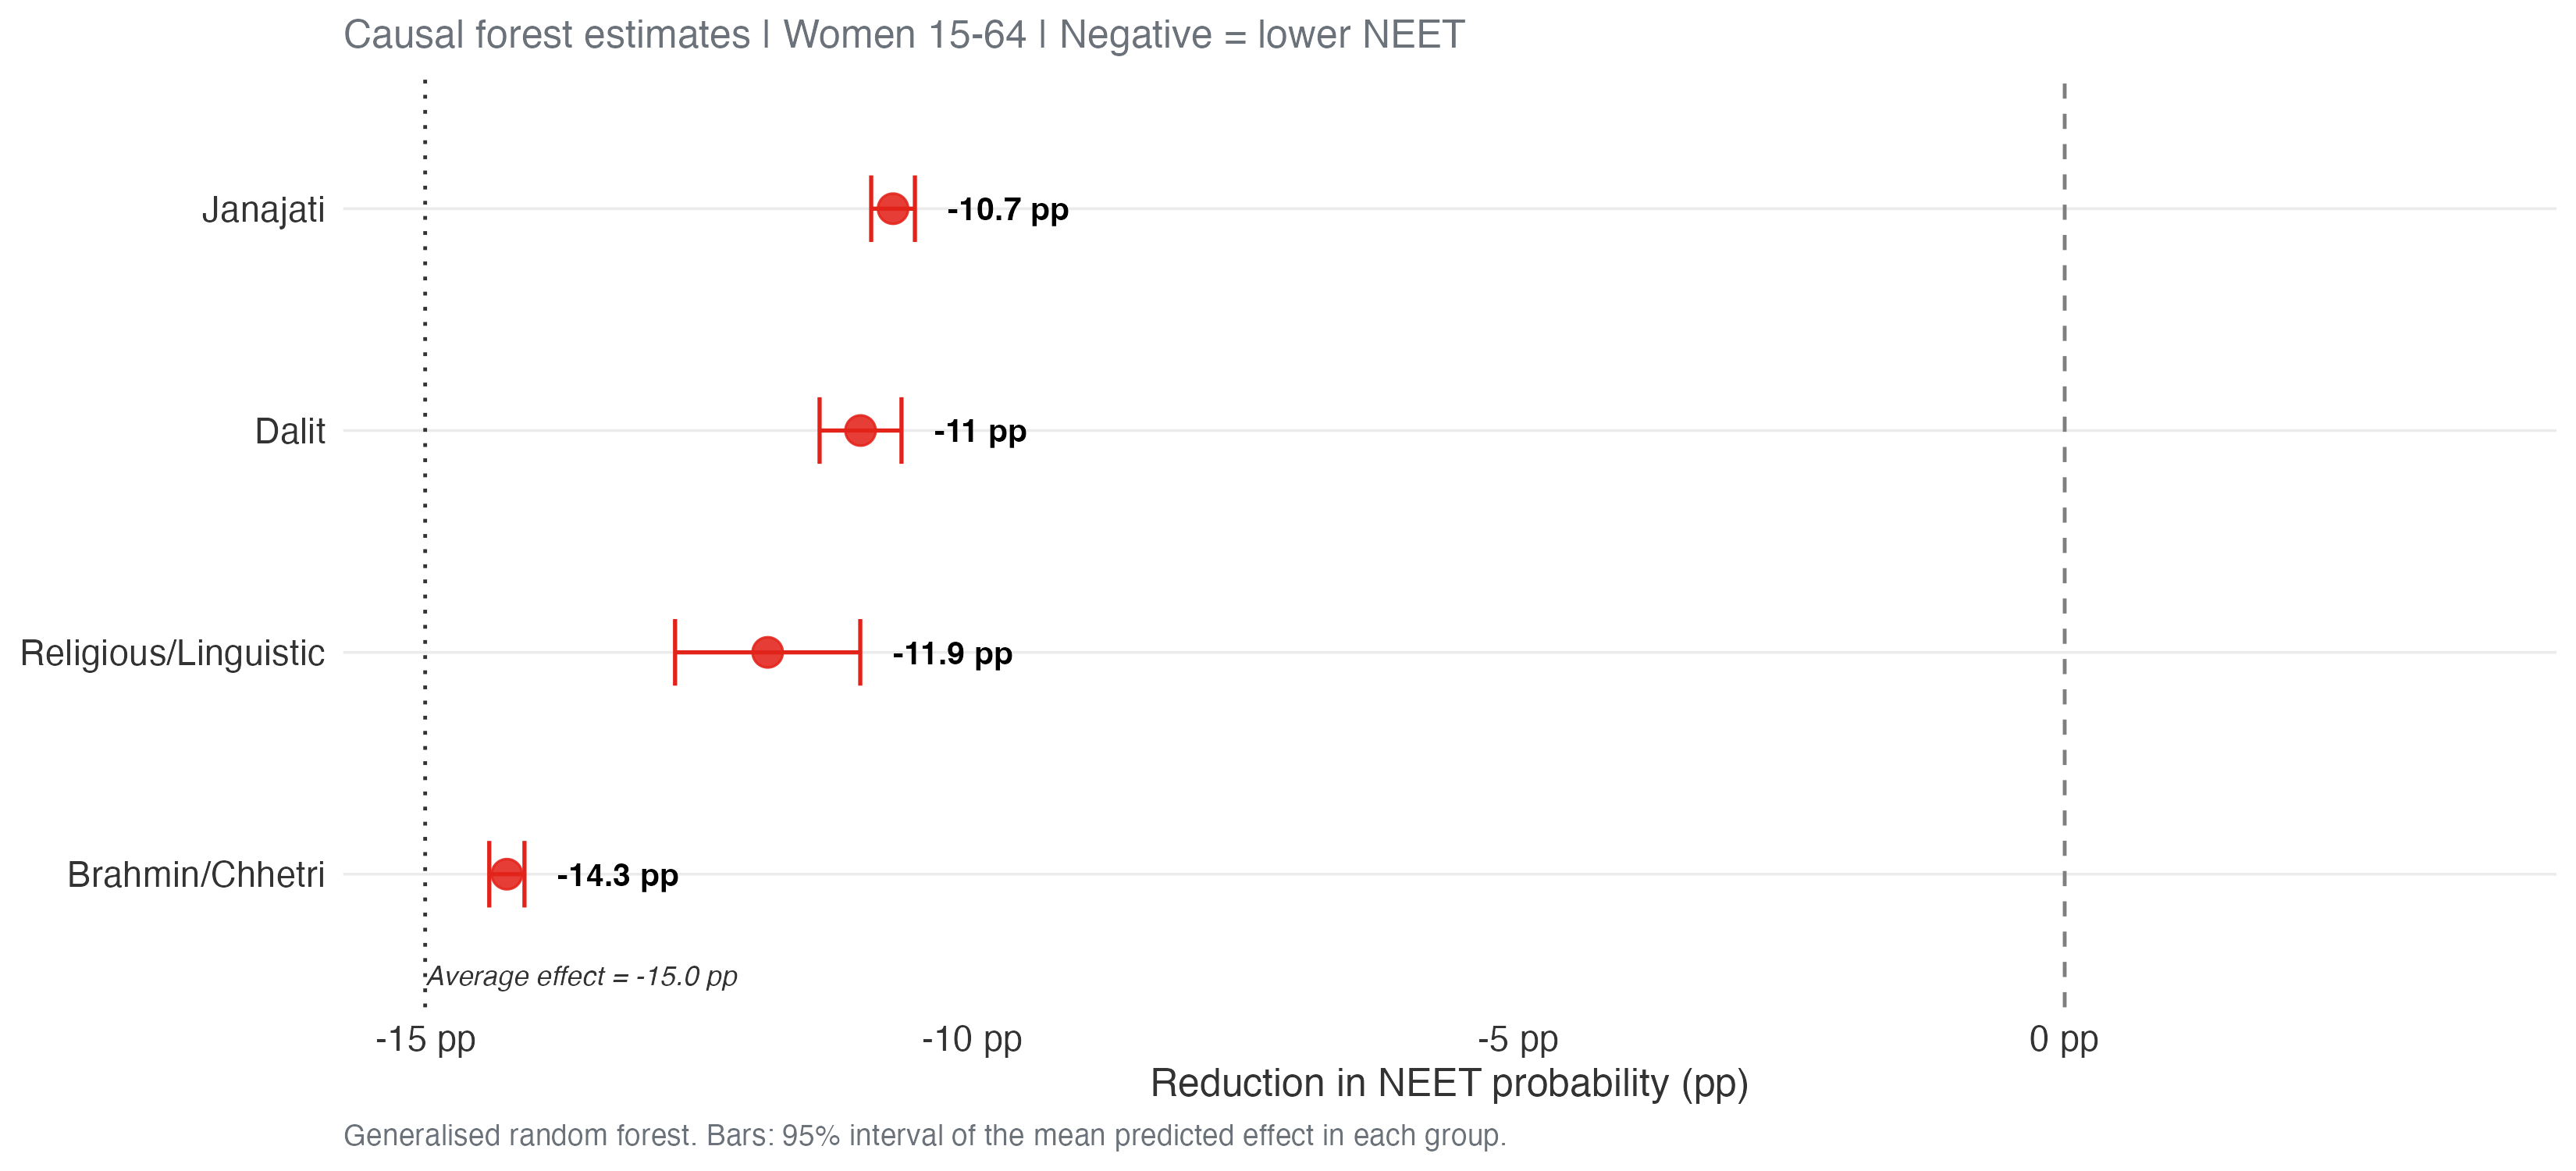 Causal forest estimates | Women 15-64 | Negative = lower NEET
Janajati
-10.7 pp
Dalit
-11 pp
Religious/Linguistic
-11.9 pp
Brahmin/Chhetri
-14.3 pp
Average effect = -15.0 pp
-15 pp
-10 pp
-5 pp
0 pp
Reduction in NEET probability (pp)
Generalised random forest. Bars: 95% interval of the mean predicted effect in each group.